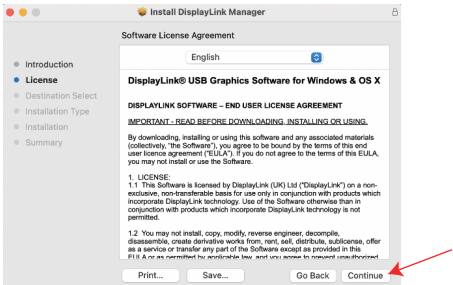 Install DisplayLink Manager
Software License Agreement
English
Introduction
License
Destination Select
Installation Type
Installation
Summary
DisplayLink® USB Graphics Software for Windows & OS X
DISPLAYLINK SOFTWARE – END USER LICENSE AGREEMENT
IMPORTANT - READ BEFORE DOWNLOADING, INSTALLING OR USING.
By downloading, installing or using this software and any associated materials
(collectively, "the Software"), you agree to be bound by the terms of this end
user licence agreement ("EULA"). If you do not agree to the terms of this EULA,
you may not install or use the Software.
1. LICENSE:
1.1 This Software is licensed by DisplayLink (UK) Ltd ("DisplayLink") on a non-
exclusive, non-transferable basis for use only in conjunction with products which
incorporate DisplayLink technology. Use of the Software otherwise than in
conjunction with products which incorporate DisplayLink technology is not
permitted.
1.2 You may not install, copy, modify, reverse engineer, decompile,
disassemble, create derivative works from, rent, sell, distribute, sublicense, offer
as a service or transfer any part of the Software except as provided in this
EULA or as permitted by applicable law, and you agree to prevent unauthorized
Print...
Save...
Go Back
Continue